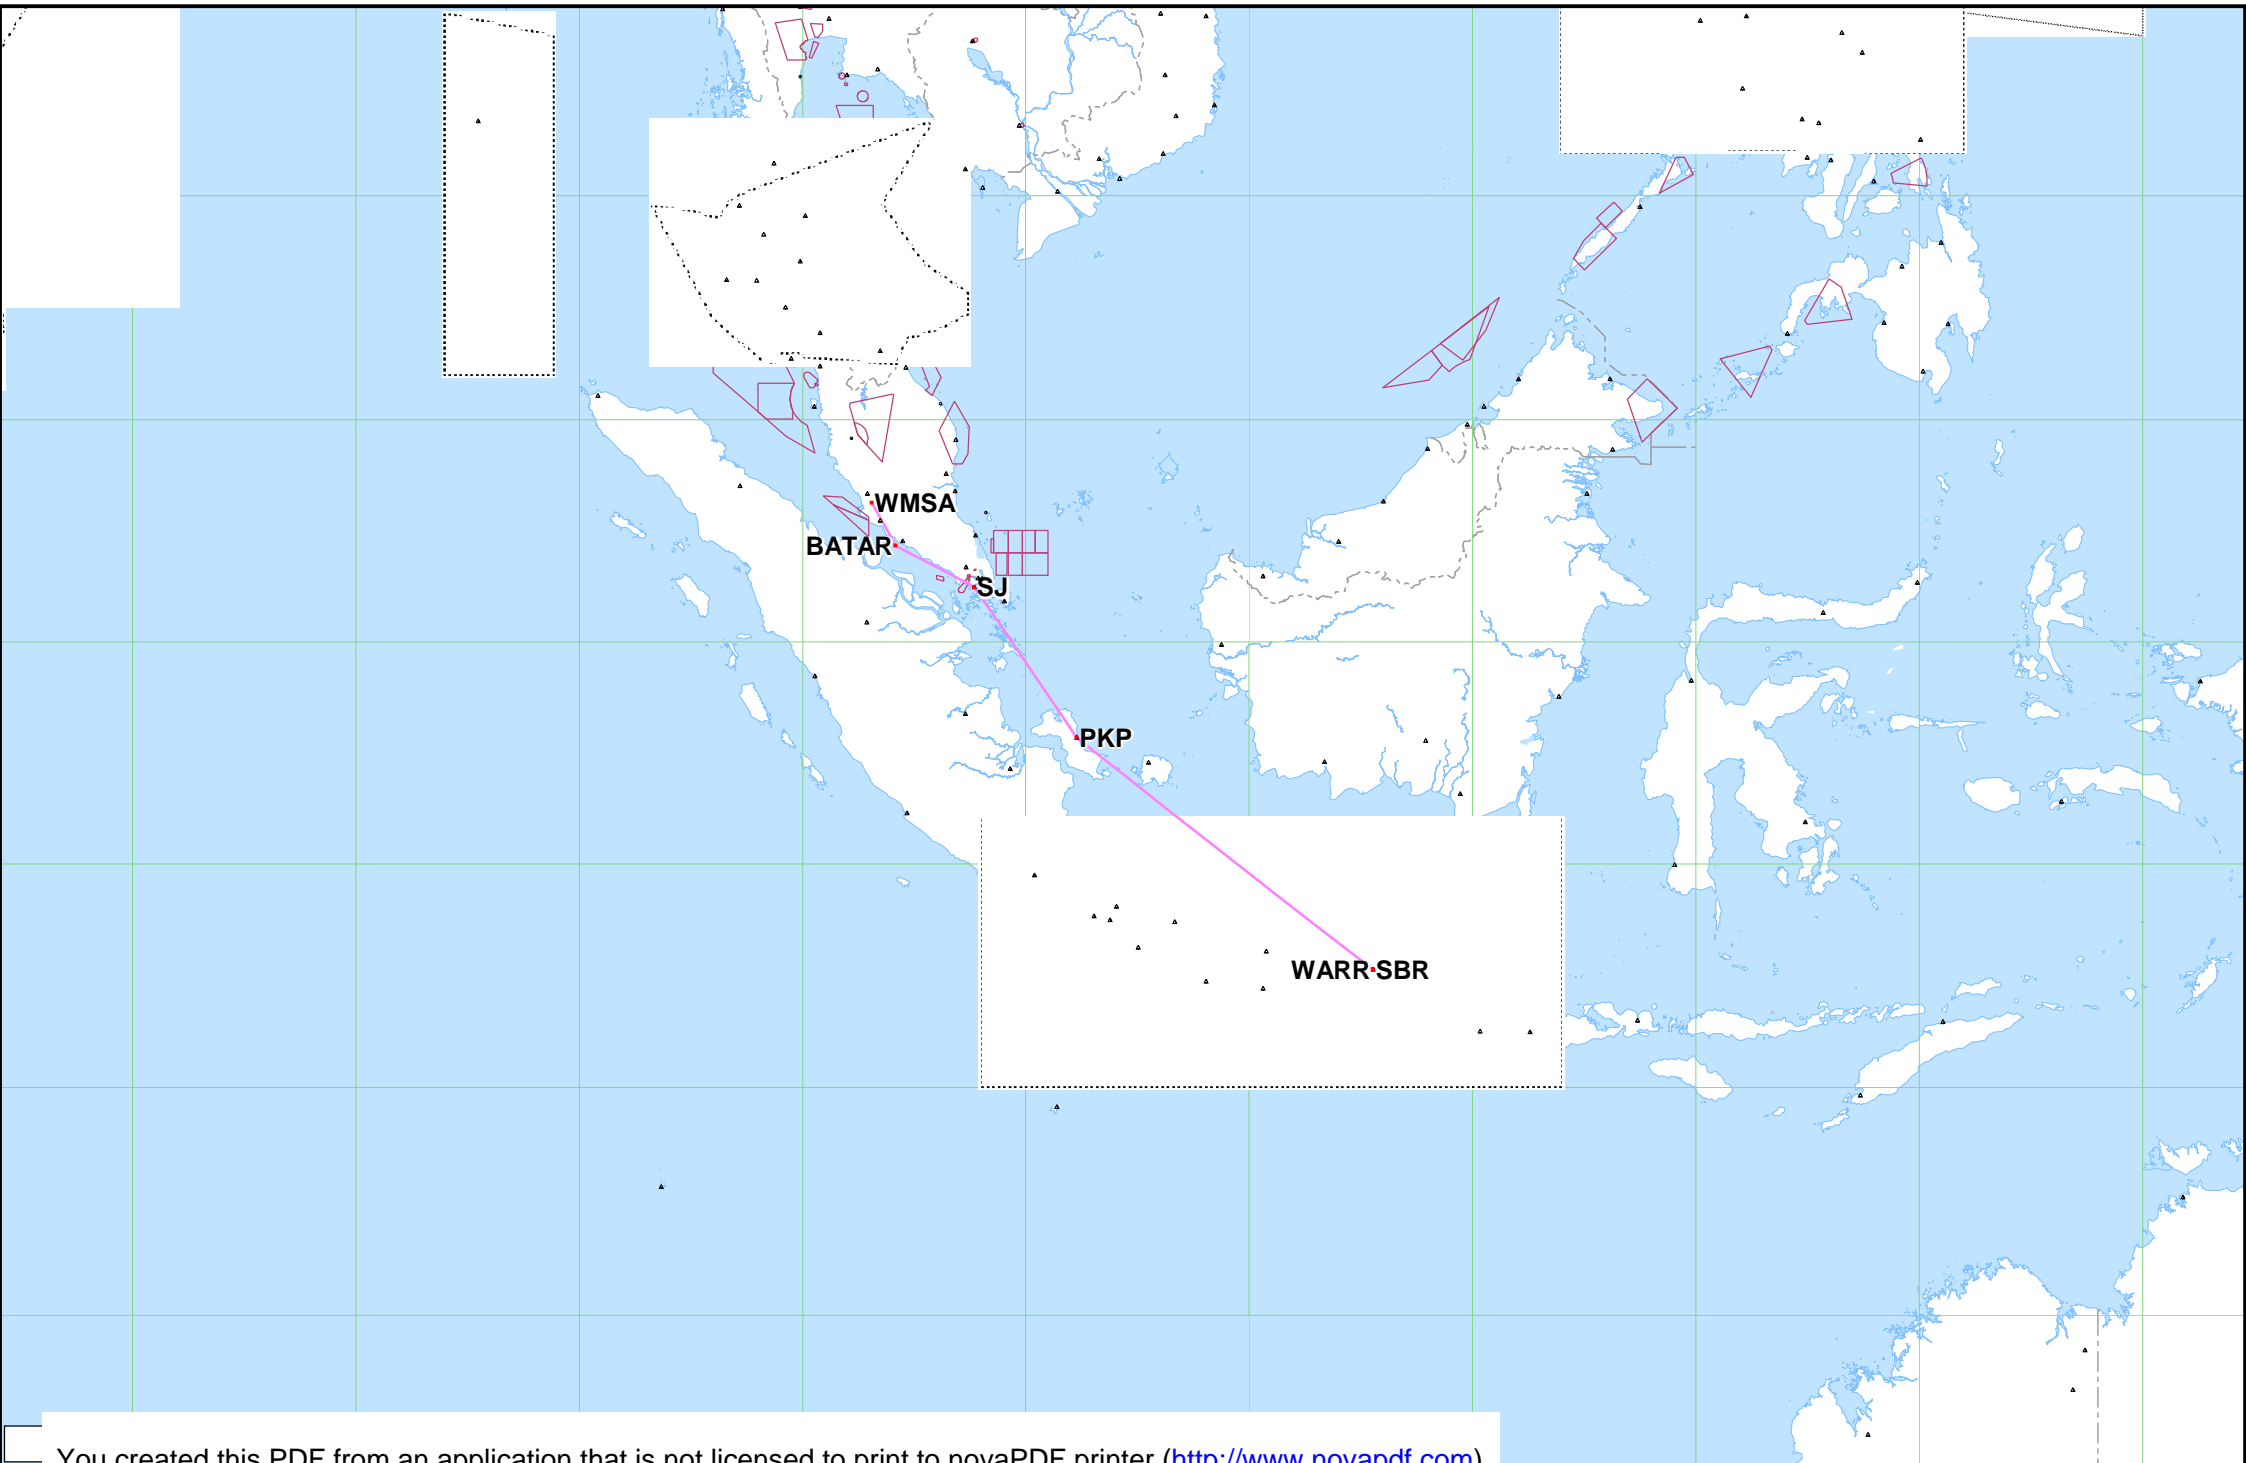 WMSA
BATAR
SJ
PKP
WARR SBR
You created this PDF from an application that is not licensed to print to novaPDF printer (http://www.novapdf.com)